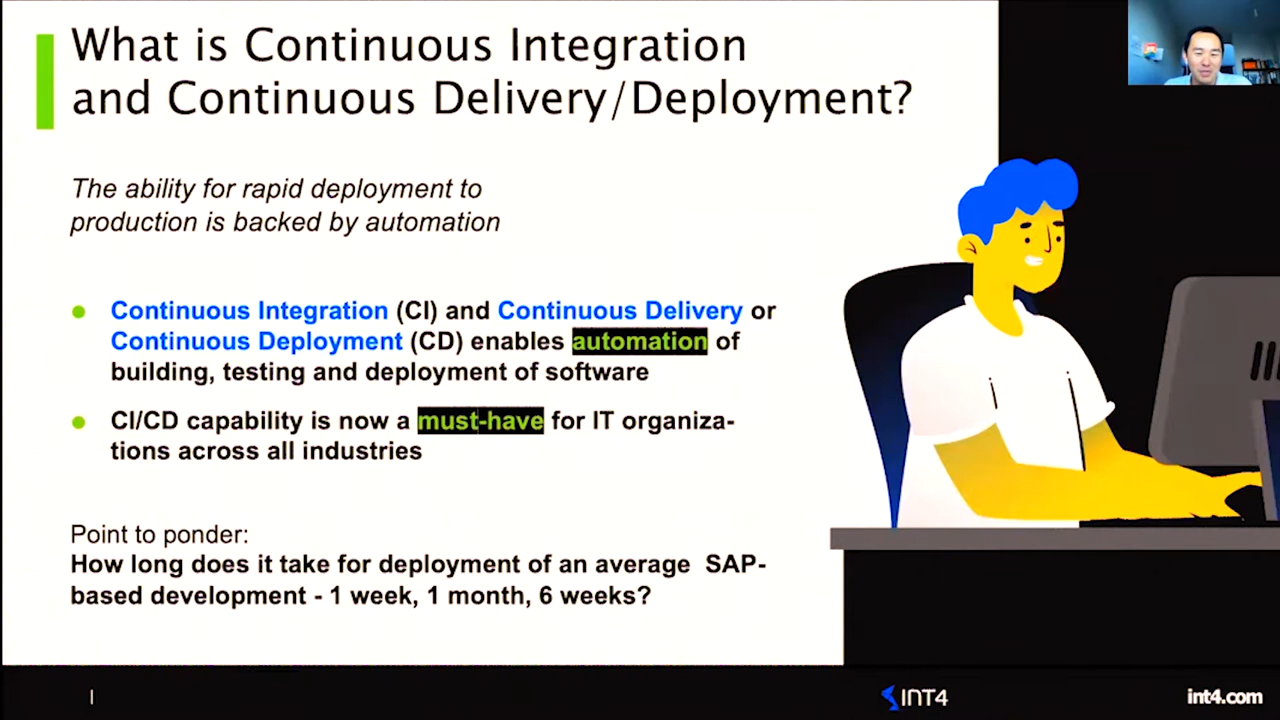 What is Continuous Integration
and Continuous Delivery/Deployment?
The ability for rapid deployment to
production is backed by automation
Continuous Integration (CI) and Continuous Delivery or
Continuous Deployment (CD) enables automation of
building, testing and deployment of software
CI/CD capability is now a must-have for IT organiza-
tions across all industries
Point to ponder:
How long does it take for deployment of an average SAP-
based development - 1 week, 1 month, 6 weeks?
INT4
int4.com